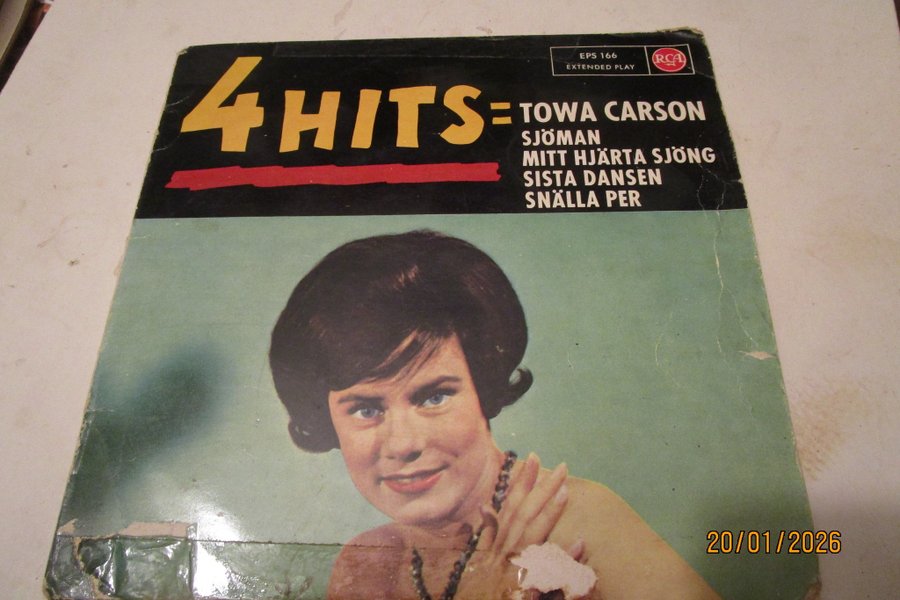 4 HITS =
EPS 166
EXTENDED PLAY
RCA
TOWA CARSON
SJÖMAN
MITT HJÄRTA SJÖNG
SISTA DANSEN
SNÄLLA PER
20/01/2026